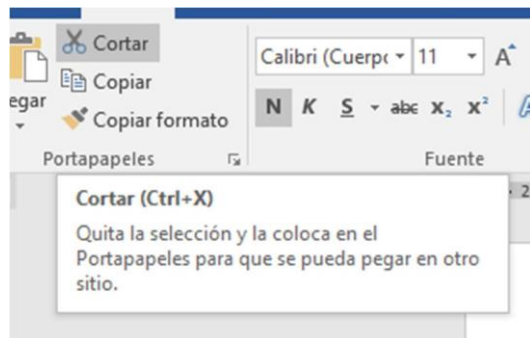 Cortar
Copiar
egar
Copiar formato
Portapapeles
Calibri (Cuerpo 11 A
N K S abc X₂ X²
Fuente
2
Cortar (Ctrl+X)
Quita la selección y la coloca en el
Portapapeles para que se pueda pegar en otro
sitio.